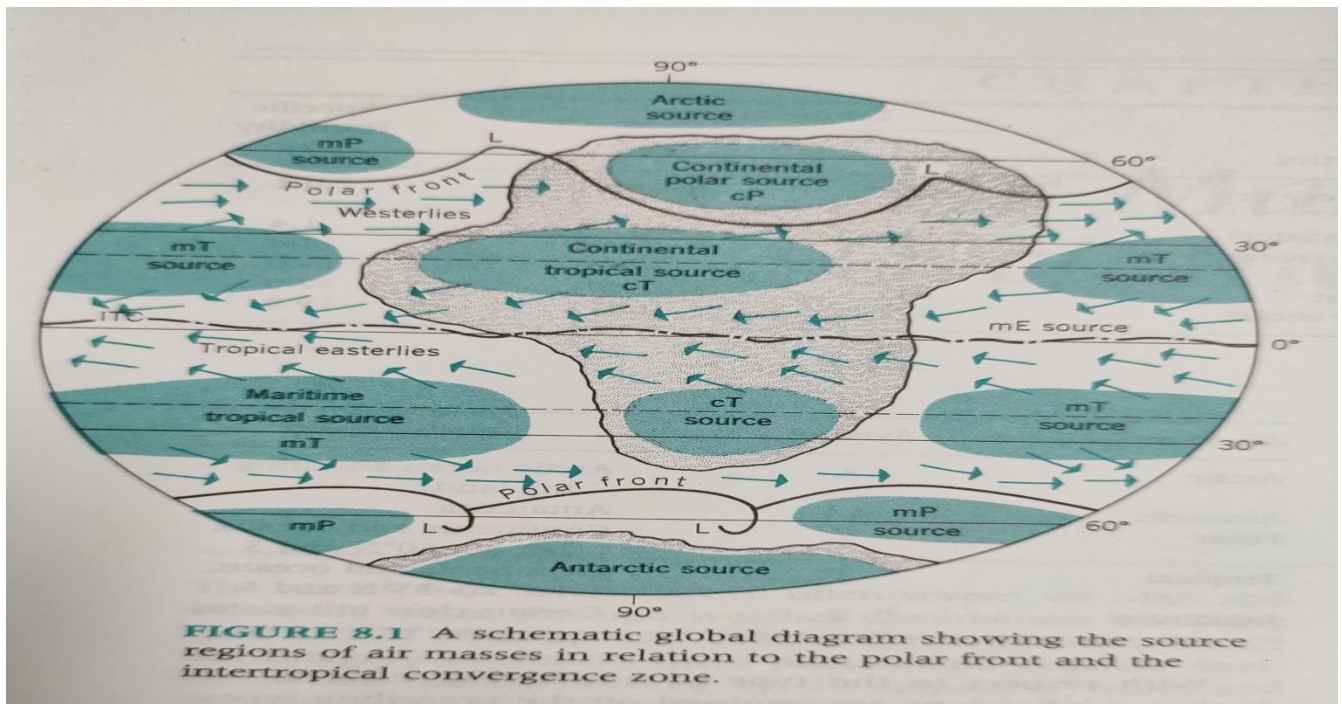 90°
Arctic
source
mP
source
L
60°
Continental
polar source
cP
L
Polar front
Westerlies
mT
source
Continental
tropical source
cT
30°
mT
source
ITC
mE source
0°
Tropical easterlies
Maritime
tropical source
mT
cT
source
mT
source
30°
Polar front
mP
L
L
mP
source
60°
Antarctic source
90°
FIGURE 8.1 A schematic global diagram showing the source
regions of air masses in relation to the polar front and the
intertropical convergence zone.